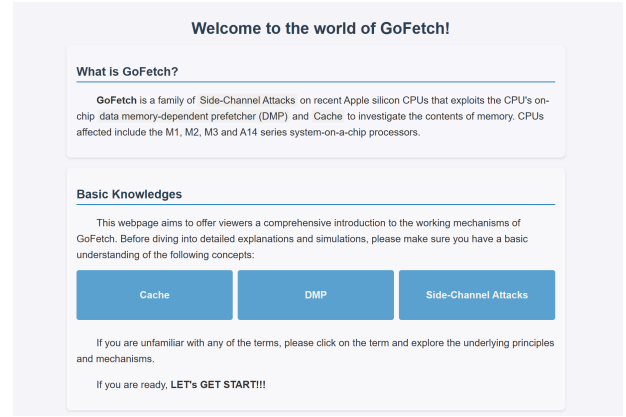 Welcome to the world of GoFetch!
What is GoFetch?
GoFetch is a family of Side-Channel Attacks on recent Apple silicon CPUs that exploits the CPU's on-
chip data memory-dependent prefetcher (DMP) and Cache to investigate the contents of memory. CPUs
affected include the M1, M2, M3 and A14 series system-on-a-chip processors.
Basic Knowledges
This webpage aims to offer viewers a comprehensive introduction to the working mechanisms of
GoFetch. Before diving into detailed explanations and simulations, please make sure you have a basic
understanding of the following concepts:
Cache
DMP
Side-Channel Attacks
If you are unfamiliar with any of the terms, please click on the term and explore the underlying principles
and mechanisms.
If you are ready, LET's GET START!!!